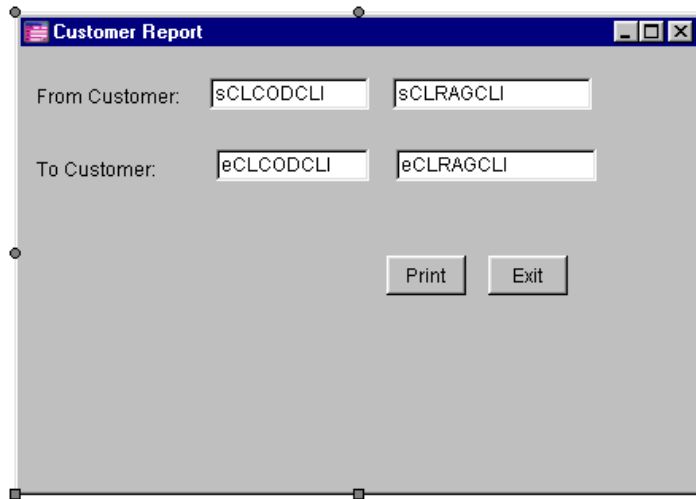 Customer Report
From Customer: sCLCODCLI sCLRAGCLI
To Customer: eCLCODCLI eCLRAGCLI
Print Exit